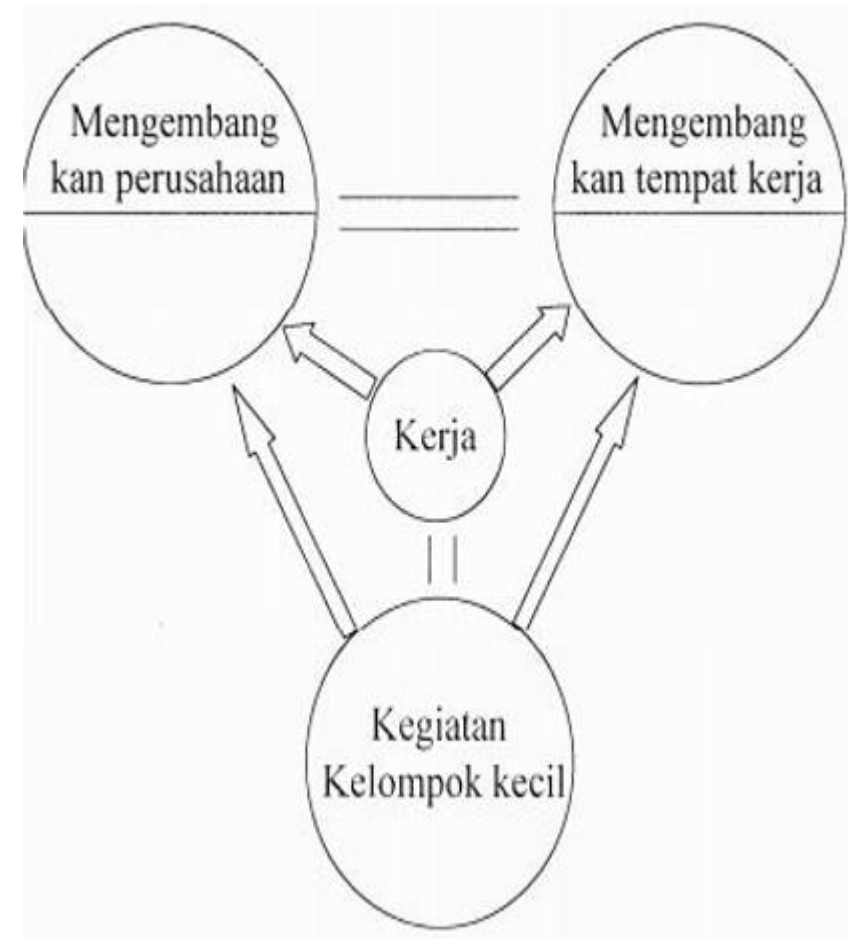 Mengembang
kan perusahaan
Mengembang
kan tempat kerja
Kerja
Kegiatan
Kelompok kecil